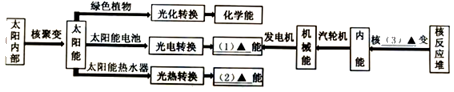 太阳内部
核聚变
太阳能
绿色植物
光化转换
化学能
太阳能电池
光电转换
(1)▲ 能
太阳能热水器
光热转换
(2)▲ 能
发电机
机械能
汽轮机
内能
核 (3) ▲ 变
核反应堆